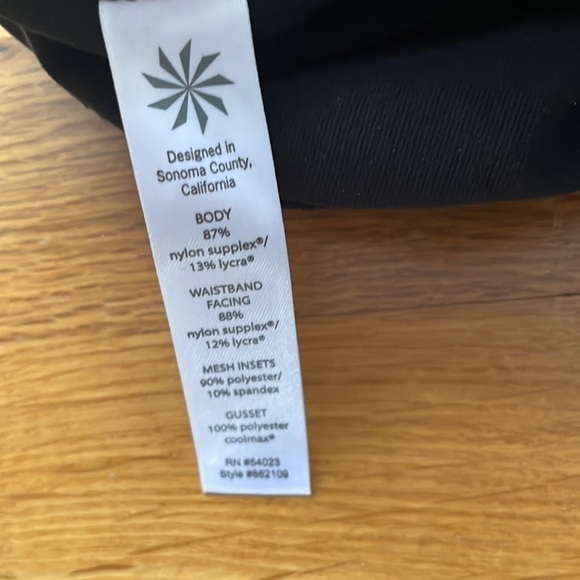 Designed in
Sonoma County,
California
BODY
87%
nylon supplex®/
13% lycra®
WAISTBAND
FACING
88%
nylon supplex®/
12% lycra®
MESH INSETS
90% polyester/
10% spandex
GUSSET
100% polyester
coolmax®
RN #54023
Style #862109